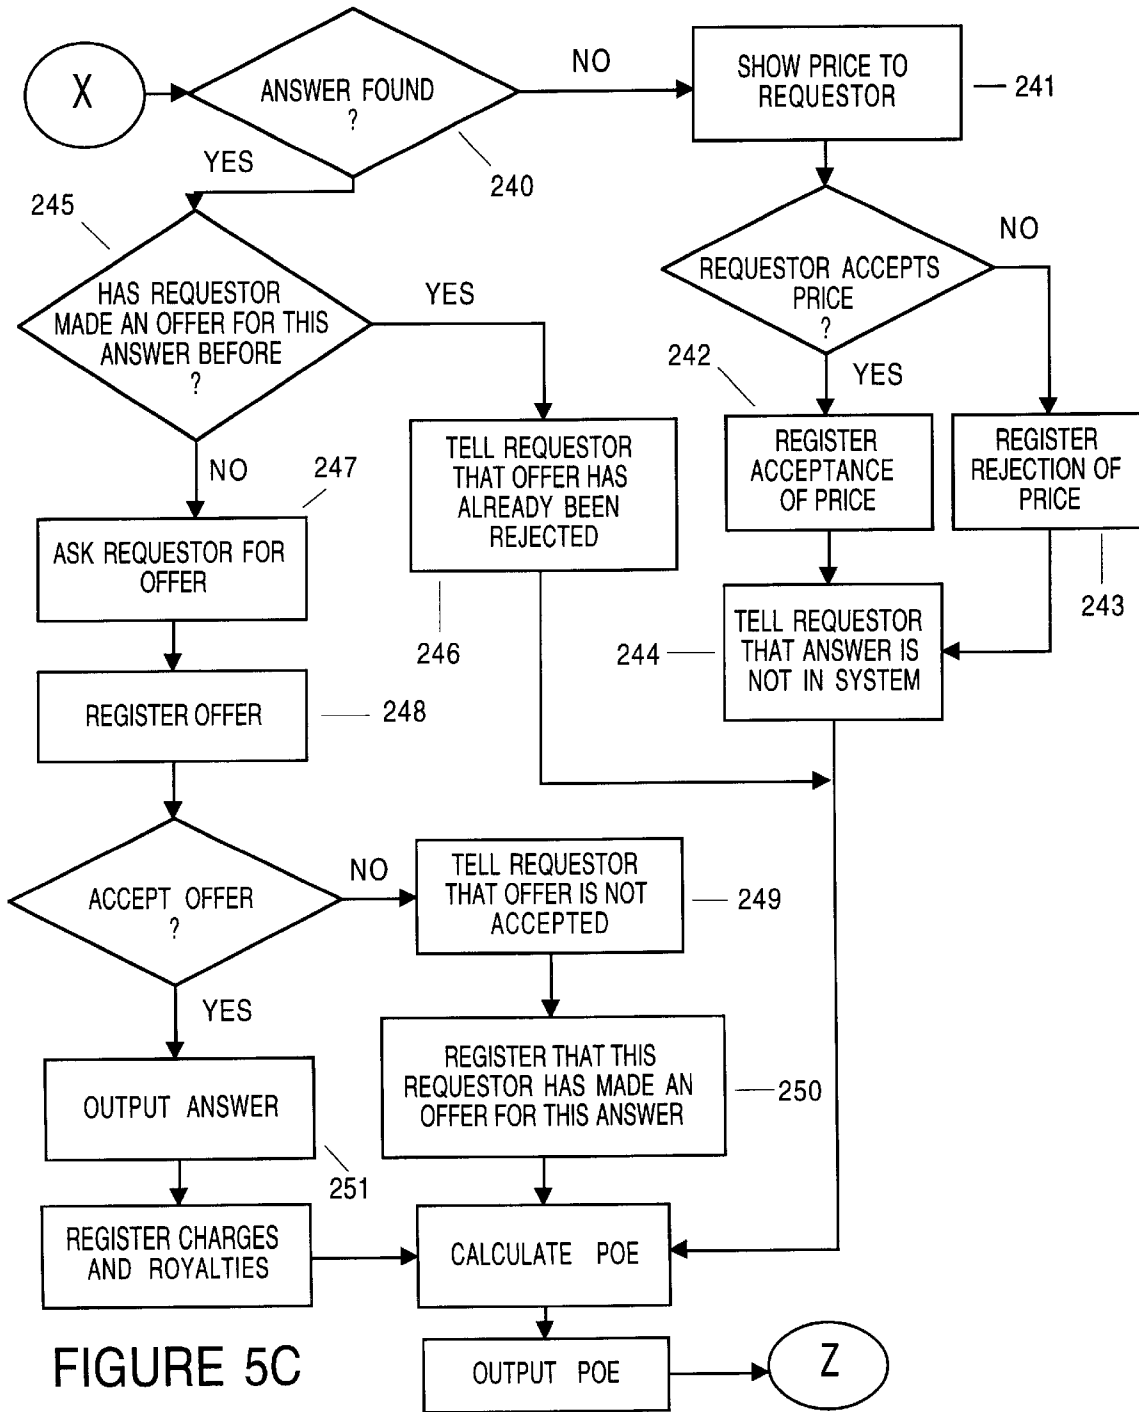 X
ANSWER FOUND
?
NO
SHOW PRICE TO
REQUESTOR
241
YES
240
245
HAS REQUESTOR
MADE AN OFFER FOR THIS
ANSWER BEFORE
?
YES
NO
REQUESTOR ACCEPTS
PRICE
?
NO
242
YES
TELL REQUESTOR
THAT OFFER HAS
ALREADY BEEN
REJECTED
246
REGISTER
ACCEPTANCE
OF PRICE
REGISTER
REJECTION OF
PRICE
243
247
ASK REQUESTOR FOR
OFFER
244
TELL REQUESTOR
THAT ANSWER IS
NOT IN SYSTEM
REGISTER OFFER
248
ACCEPT OFFER
?
NO
TELL REQUESTOR
THAT OFFER IS NOT
ACCEPTED
249
YES
REGISTER THAT THIS
REQUESTOR HAS MADE AN
OFFER FOR THIS ANSWER
250
OUTPUT ANSWER
251
REGISTER CHARGES
AND ROYALTIES
CALCULATE POE
OUTPUT POE
Z
FIGURE 5C